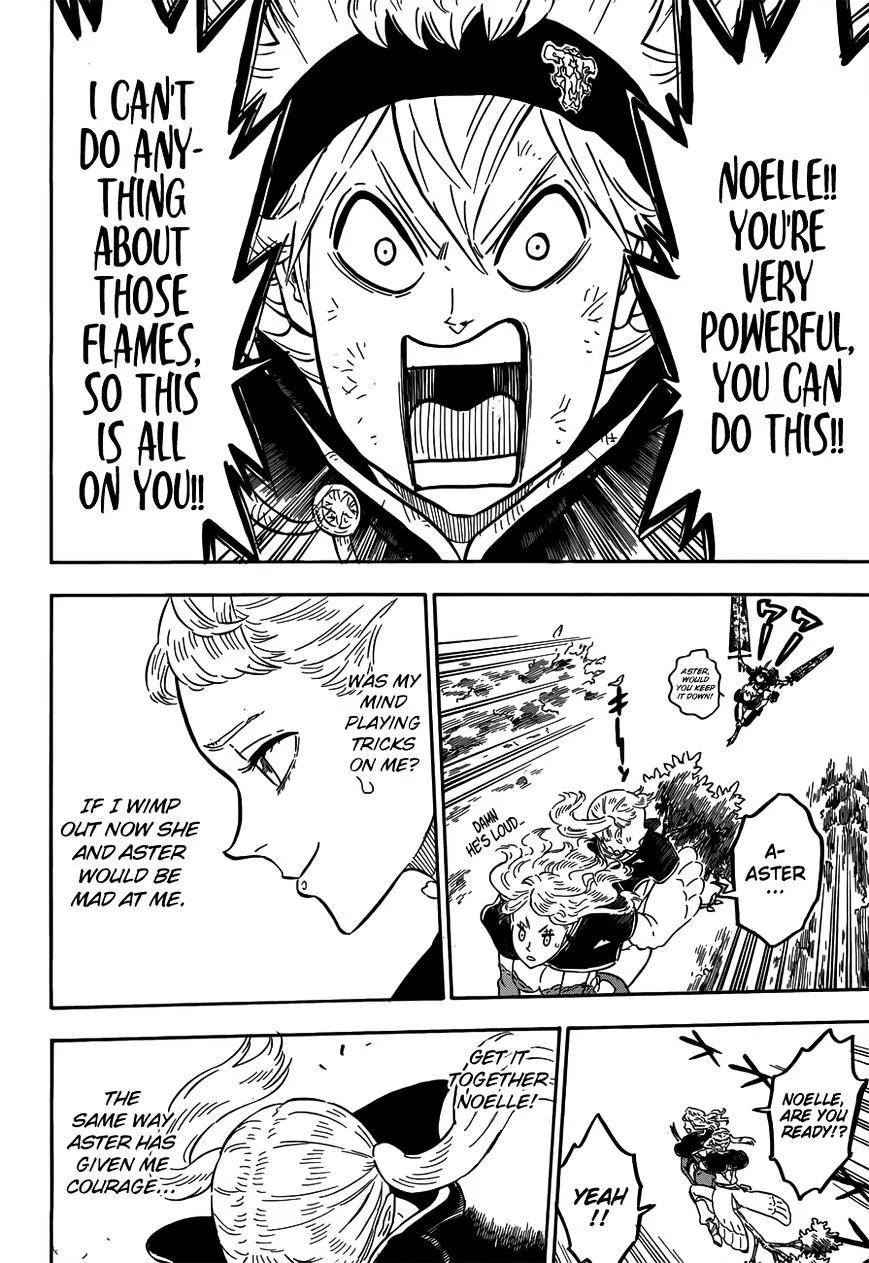 NOELLE!!
YOU'RE
VERY
POWERFUL,
YOU CAN
DO THIS!!
I CAN'T
DO ANY-
THING
ABOUT
THOSE
FLAMES,
SO THIS
IS ALL
ON YOU!!
ワ
ワ
ASTER,
WOULD
YOU KEEP
IT DOWN!
A-
ASTER
...
DAMN
HE'S LOUD...
WAS MY
MIND
PLAYING
TRICKS
ON ME?
IF I WIMP
OUT NOW SHE
AND ASTER
WOULD BE
MAD AT ME.
NOELLE,
ARE YOU
READY!?
YEAH
!!
GET IT
TOGETHER
NOELLE!
THE
SAME WAY
ASTER HAS
GIVEN ME
COURAGE...